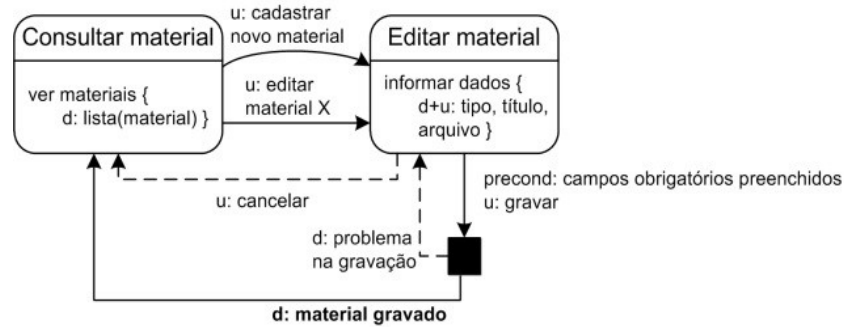 Consultar material
ver materiais {
d: lista(material) }
u: cadastrar
novo material
u: editar
material X
Editar material
informar dados {
d+u: tipo, título,
arquivo }
u: cancelar
precond: campos obrigatórios preenchidos
u: gravar
d: problema
na gravação
d: material gravado